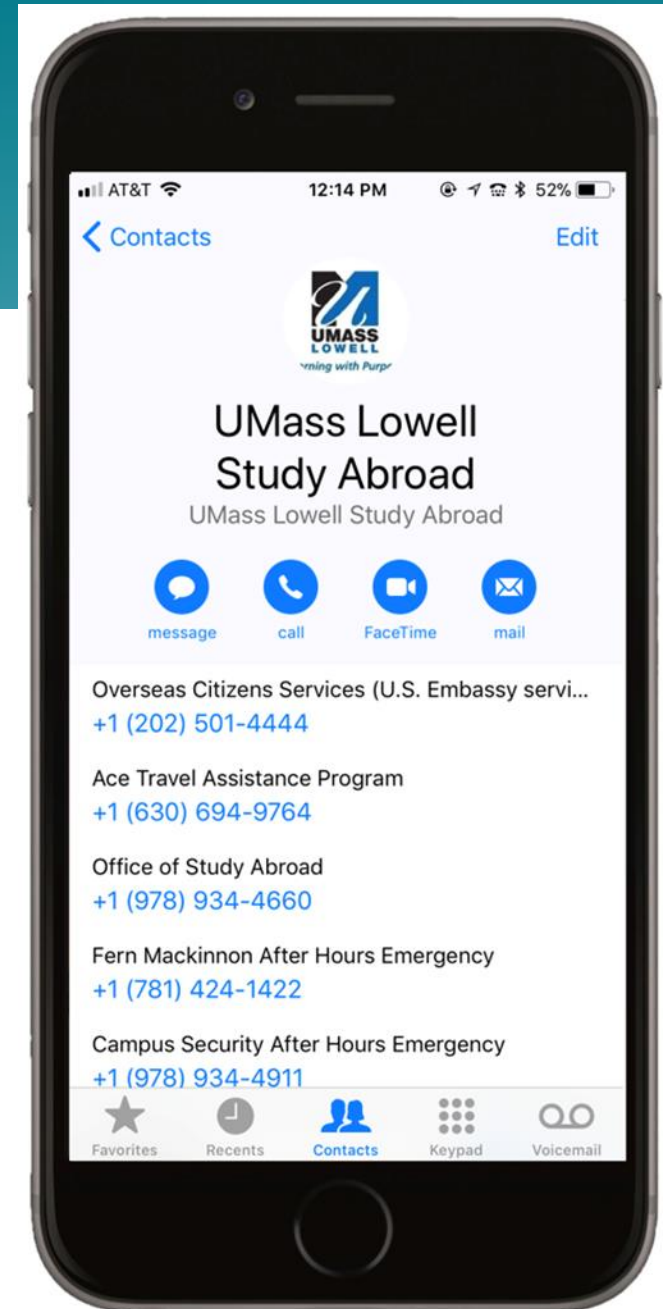 AT&T 12:14 PM 52%
Contacts Edit
UMASS
LOWELL
rning with Purp
UMass Lowell
Study Abroad
UMass Lowell Study Abroad
message call FaceTime mail
Overseas Citizens Services (U.S. Embassy servi...
+1 (202) 501-4444
Ace Travel Assistance Program
+1 (630) 694-9764
Office of Study Abroad
+1 (978) 934-4660
Fern Mackinnon After Hours Emergency
+1 (781) 424-1422
Campus Security After Hours Emergency
+1 (978) 934-4911
Favorites Recents Contacts Keypad Voicemail